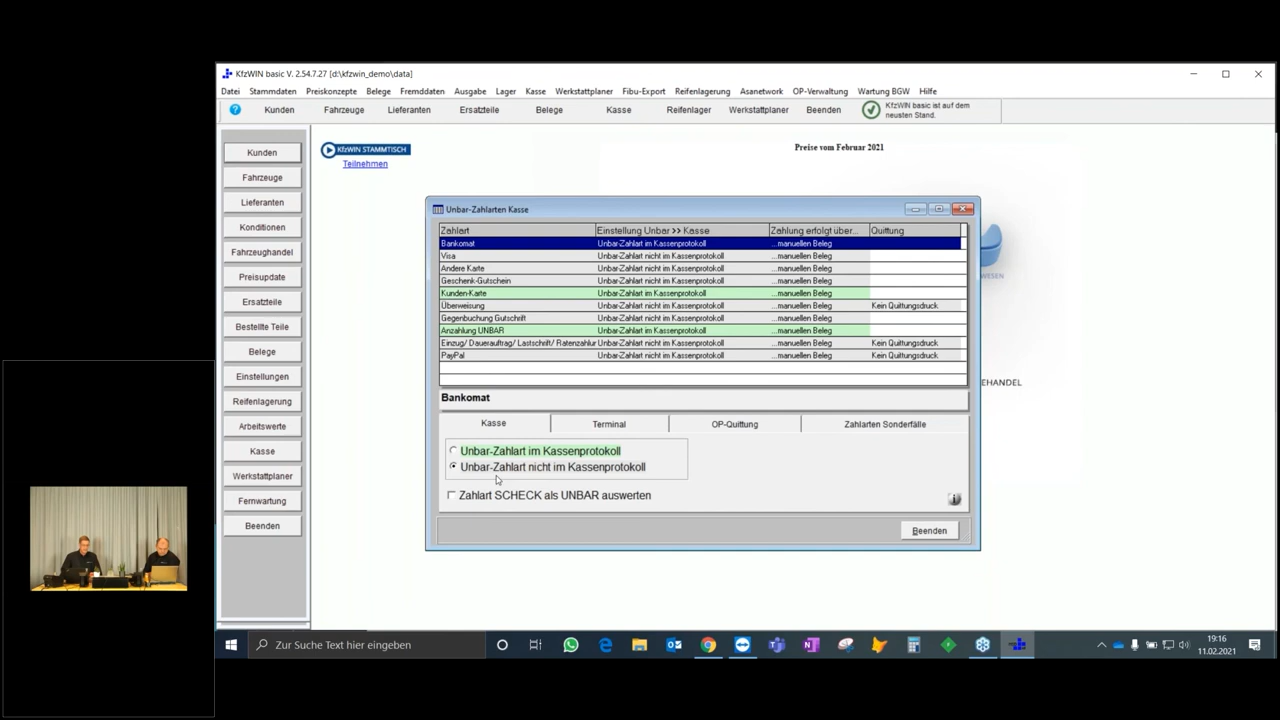 KfzWIN basic V. 2.54.7.27 [d:\kfzwin_demo\data]
Datei Stammdaten Preiskonzepte Belege Fremddaten Ausgabe Lager Kasse Werkstattplaner Fibu-Export Reifenlagerung Asanetwork OP-Verwaltung Wartung BGW Hilfe
? Kunden Fahrzeuge Lieferanten Ersatzteile Belege Kasse Reifenlager Werkstattplaner Beenden KfzWIN basic ist auf dem
neusten Stand.
Kunden
Fahrzeuge
Lieferanten
Konditionen
Fahrzeughandel
Preisupdate
Ersatzteile
Bestellte Teile
Belege
Einstellungen
Reifenlagerung
Arbeitswerte
Kasse
Werkstattplaner
Fernwartung
Beenden
KfzWIN STAMMTISCH
Teilnehmen
Preise vom Februar 2021
WESEN
EHANDEL
Unbar-Zahlarten Kasse
Zahlart Einstellung Unbar >> Kasse Zahlung erfolgt über... Quittung
Bankomat Unbar-Zahlart im Kassenprotokoll ...manuellen Beleg
Visa Unbar-Zahlart nicht im Kassenprotokoll ...manuellen Beleg
Andere Karte Unbar-Zahlart nicht im Kassenprotokoll ...manuellen Beleg
Geschenk-Gutschein Unbar-Zahlart nicht im Kassenprotokoll ...manuellen Beleg
Kunden-Karte Unbar-Zahlart im Kassenprotokoll ...manuellen Beleg
Überweisung Unbar-Zahlart nicht im Kassenprotokoll ...manuellen Beleg Kein Quittungsdruck
Gegenbuchung Gutschrift Unbar-Zahlart nicht im Kassenprotokoll ...manuellen Beleg
Anzahlung UNBAR Unbar-Zahlart im Kassenprotokoll ...manuellen Beleg
Einzug/ Dauerauftrag/ Lastschrift/ Ratenzahlur Unbar-Zahlart nicht im Kassenprotokoll ...manuellen Beleg Kein Quittungsdruck
PayPal Unbar-Zahlart nicht im Kassenprotokoll ...manuellen Beleg Kein Quittungsdruck
Bankomat
Kasse Terminal OP-Quittung Zahlarten Sonderfälle
Unbar-Zahlart im Kassenprotokoll
Unbar-Zahlart nicht im Kassenprotokoll
Zahlart SCHECK als UNBAR auswerten
Beenden
Zur Suche Text hier eingeben
19:16
11.02.2021